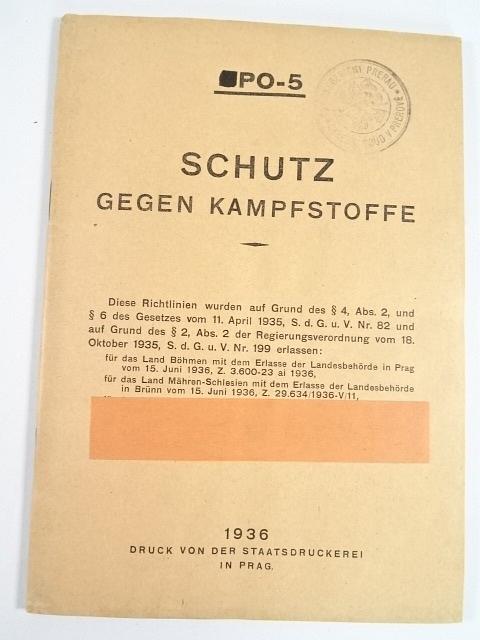 PO-5
PRERAU
V PREROVĚ
SCHUTZ
GEGEN KAMPFSTOFFE
Diese Richtlinien wurden auf Grund des § 4, Abs. 2, und
§ 6 des Gesetzes vom 11. April 1935, S. d. G. u. V. Nr. 82 und
auf Grund des § 2, Abs. 2 der Regierungsverordnung vom 18.
Oktober 1935, S. d. G. u. V. Nr. 199 erlassen:
für das Land Böhmen mit dem Erlasse der Landesbehörde in Prag
vom 15. Juni 1936, Z. 3.600-23 ai 1936,
für das Land Mähren-Schlesien mit dem Erlasse der Landesbehörde
in Brünn vom 15. Juni 1936, Z. 29.634/1936-V/11,
1936
DRUCK VON DER STAATSDRUCKEREI
IN PRAG.